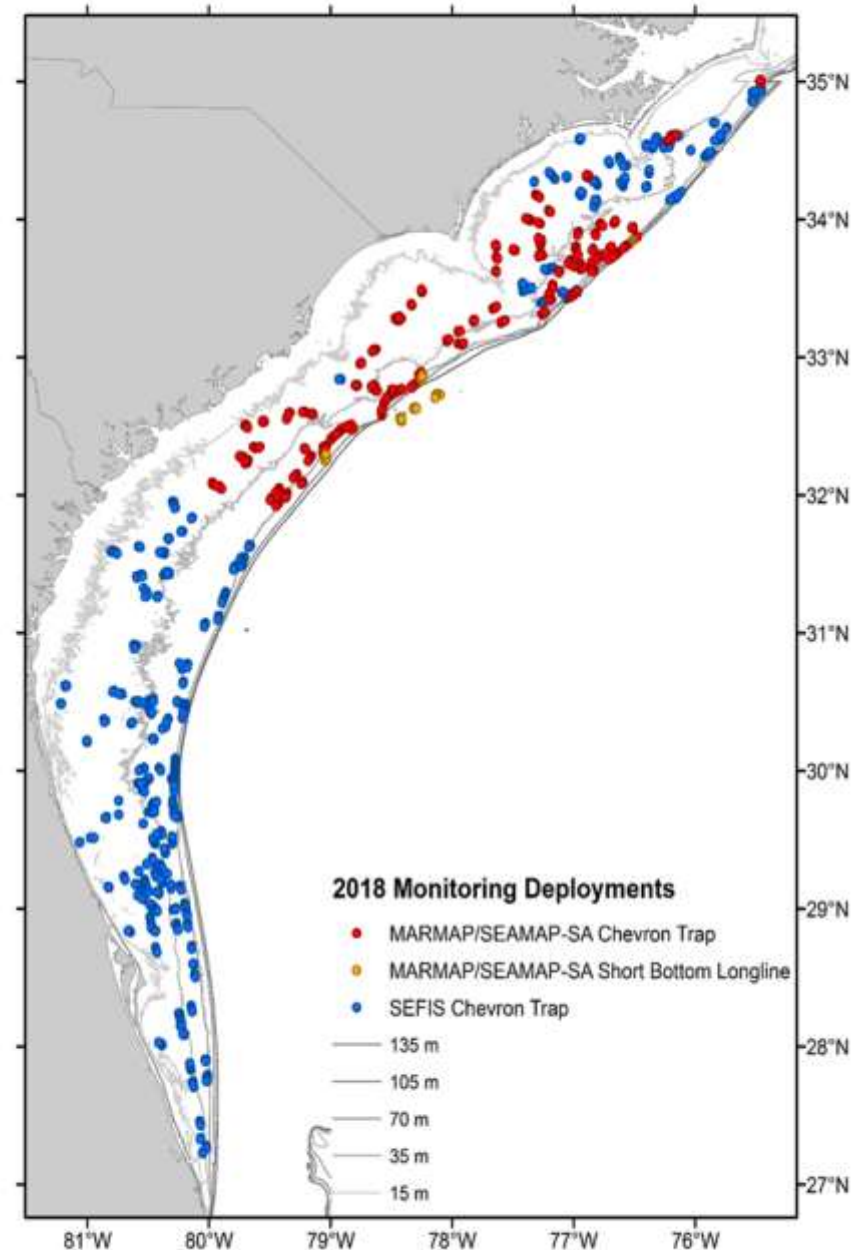 35°N
34°N
33°N
32°N
31°N
30°N
29°N
28°N
27°N
2018 Monitoring Deployments
MARMAP/SEAMAP-SA Chevron Trap
MARMAP/SEAMAP-SA Short Bottom Longline
SEFIS Chevron Trap
135 m
105 m
70 m
35 m
15 m
81°W 80°W 79°W 78°W 77°W 76°W